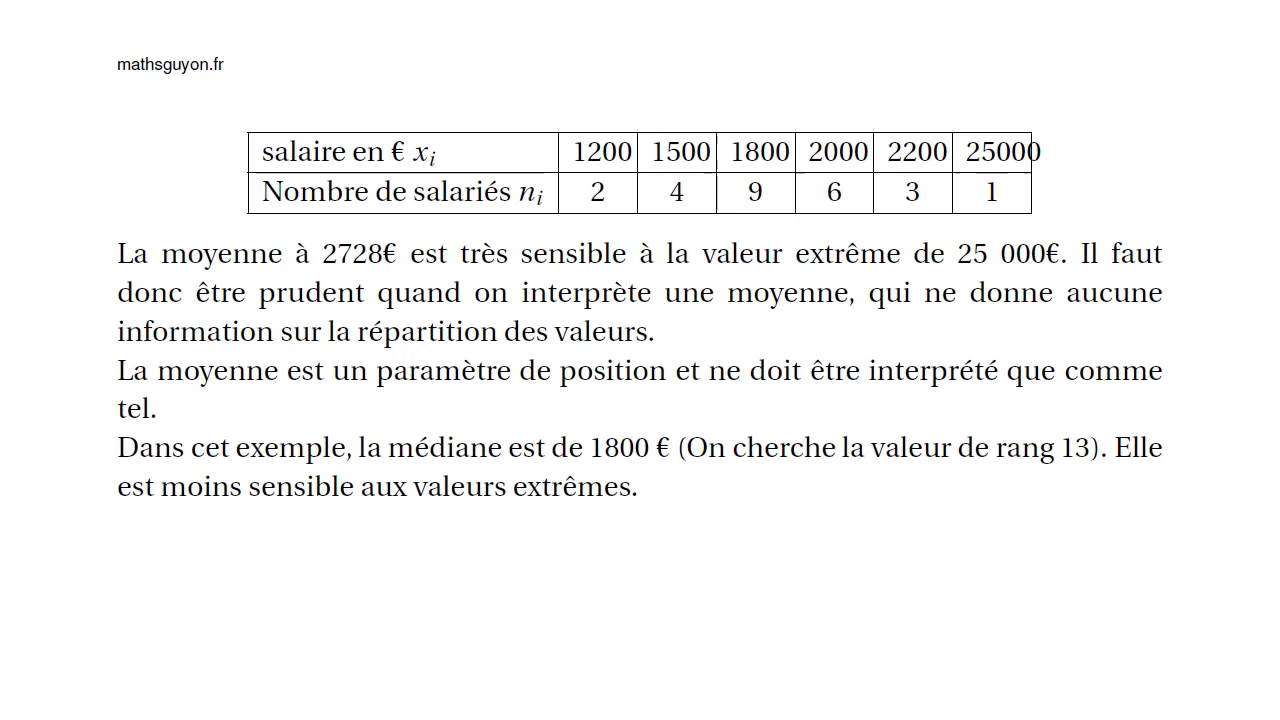 mathsguyon.fr
salaire en € xᵢ 1200 1500 1800 2000 2200 25000
Nombre de salariés nᵢ 2 4 9 6 3 1
La moyenne à 2728€ est très sensible à la valeur extrême de 25 000€. Il faut
donc être prudent quand on interprète une moyenne, qui ne donne aucune
information sur la répartition des valeurs.
La moyenne est un paramètre de position et ne doit être interprété que comme
tel.
Dans cet exemple, la médiane est de 1800 € (On cherche la valeur de rang 13). Elle
est moins sensible aux valeurs extrêmes.